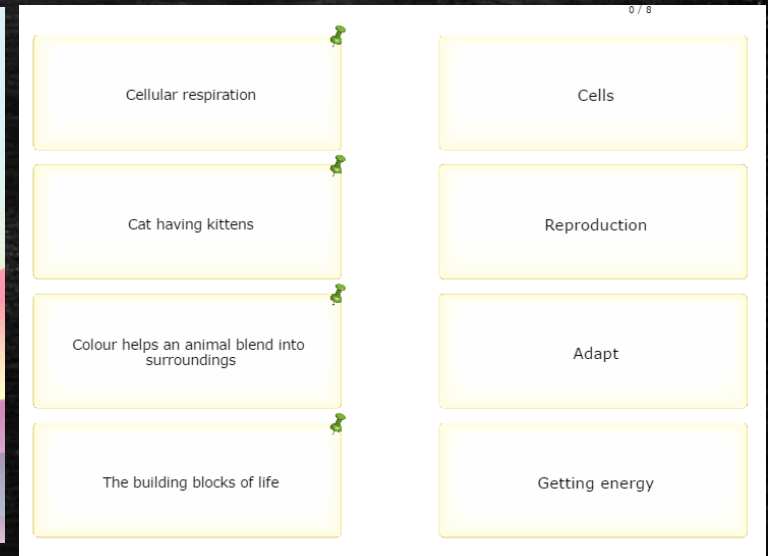 0 / 8
Cellular respiration
Cells
Cat having kittens
Reproduction
Colour helps an animal blend into
surroundings
Adapt
The building blocks of life
Getting energy